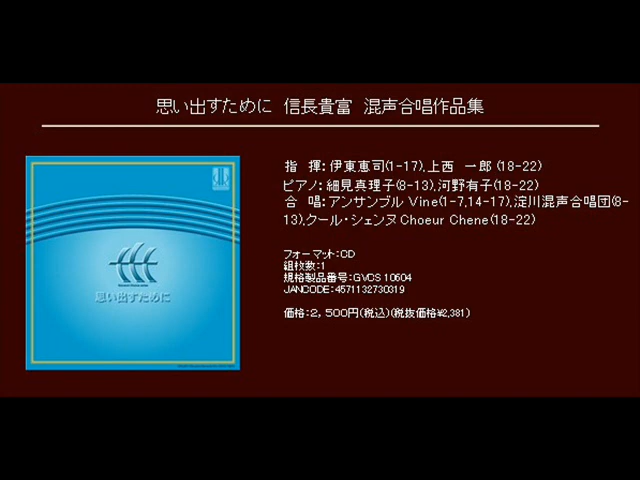 思い出すために 信長貴富 混声合唱作品集
指 揮:伊東恵司(1-17),上西 一郎 (18-22)
ピアノ:細見真理子(8-13),河野有子(18-22)
合 唱:アンサンブル Vine(1-7,14-17),淀川混声合唱団(8-
13),クール・シェンヌ Choeur Chene(18-22)
フォーマット:CD
組枚数:1
規格製品番号:GVCS 10604
JANCODE:4571132730319
価格:2, 500円(税込)(税抜価格¥2,381)
思い出すために